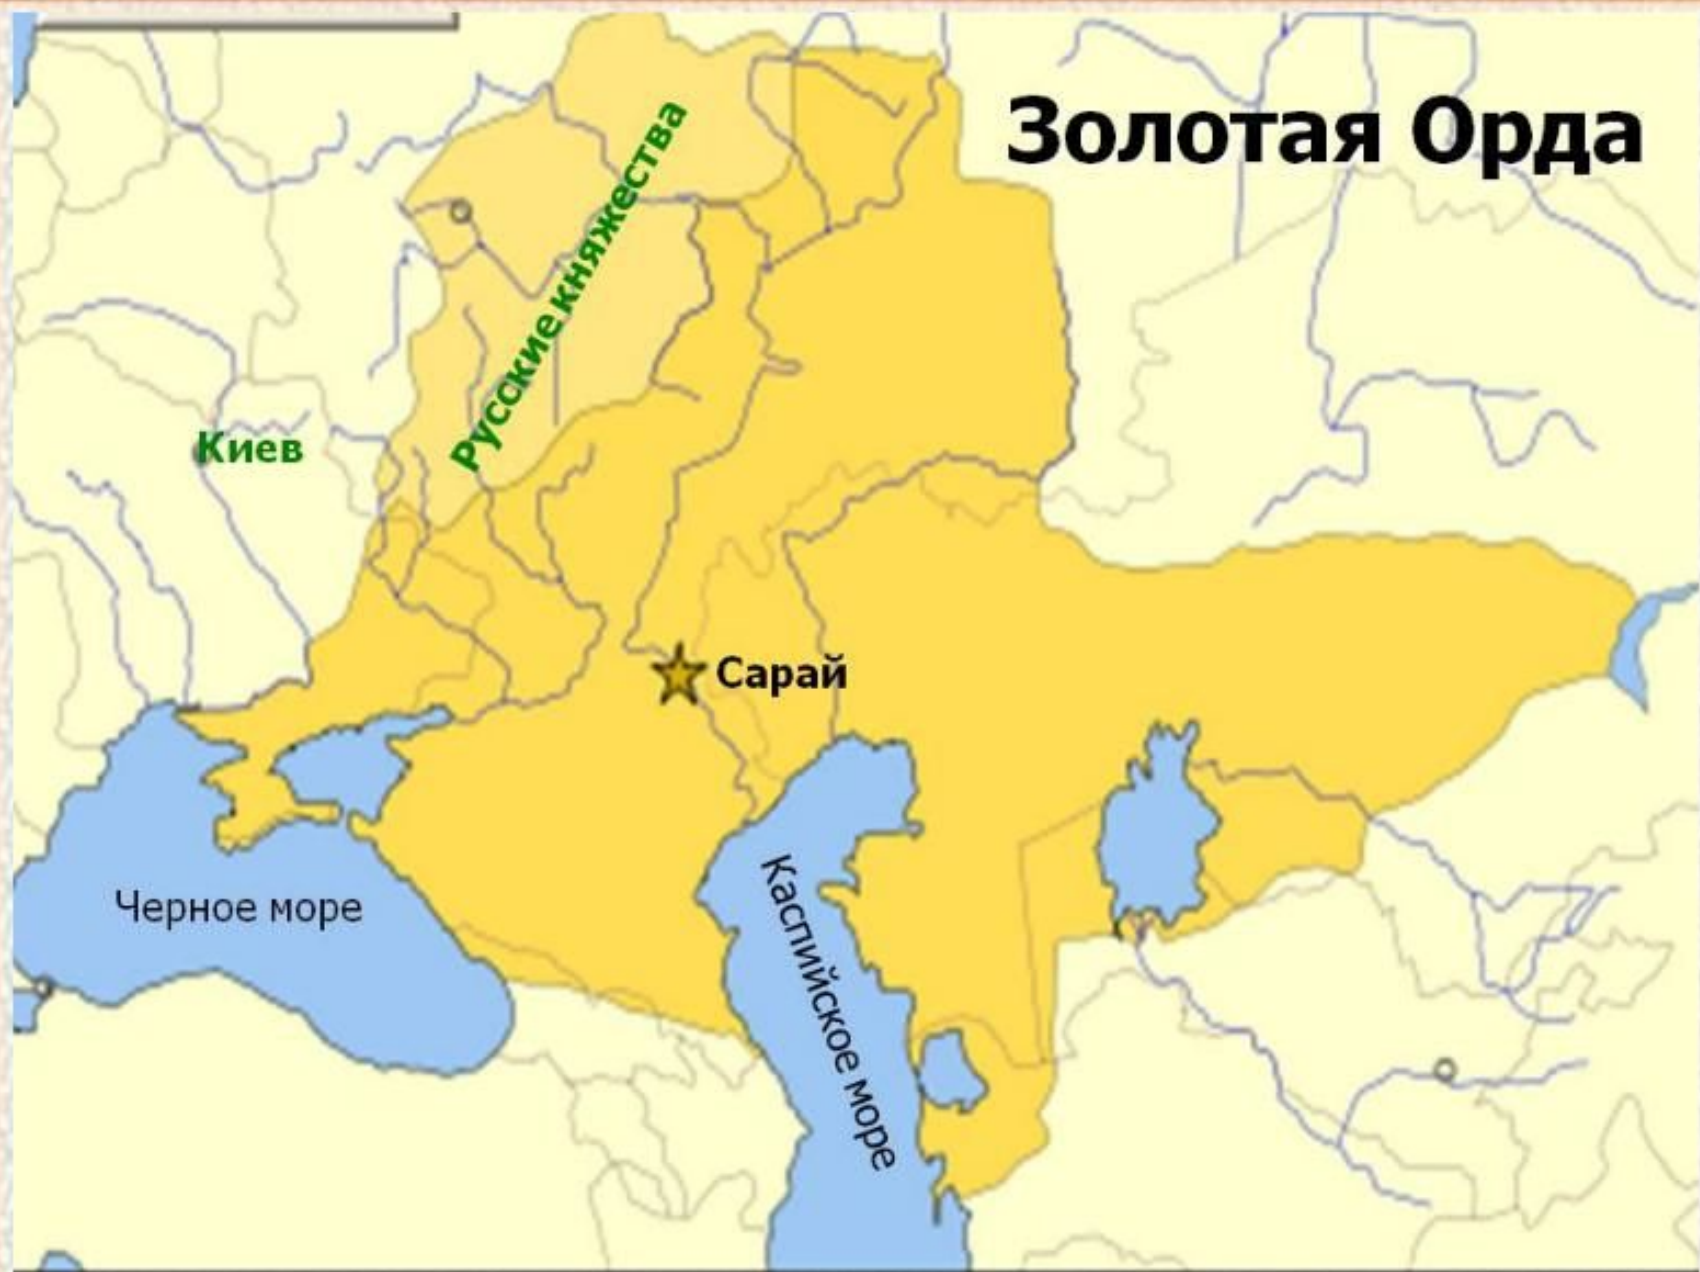 Золотая Орда
Русские княжества
Киев
Сарай
Черное море
Каспийское море